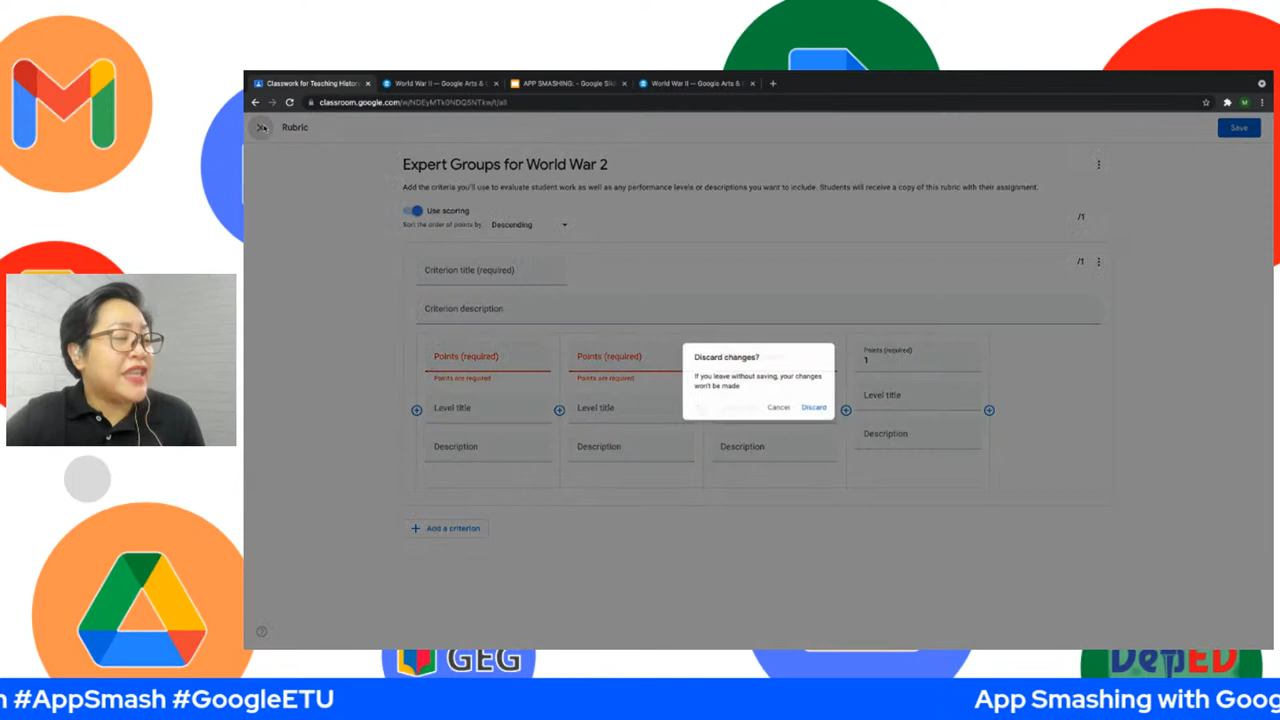 Classwork for Teaching History
World War II — Google Arts &
APP SMASHING. - Google Slid
World War II — Google Arts &
classroom.google.com/w/NDEyMTk0NDQ5NTkw/t/all
M
Rubric
Save
Expert Groups for World War 2
Add the criteria you'll use to evaluate student work as well as any performance levels or descriptions you want to include. Students will receive a copy of this rubric with their assignment.
Use scoring
/1
Sort the order of points by:
Descending
/1
Criterion title (required)
Criterion description
Points (required)
Points are required
Level title
Description
Points (required)
Points are required
Level title
Description
Description
Points (required)
1
Level title
Description
Discard changes?
If you leave without saving, your changes
won't be made
Cancel
Discard
Add a criterion
GEG
DepED
#AppSmash #GoogleETU
App Smashing with Goog